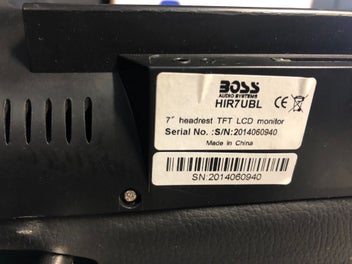 BOSS
AUDIO SYSTEMS
HIR7UBL
7" headrest TFT LCD monitor
Serial No. :S/N:2014060940
Made in China
SN:2014060940